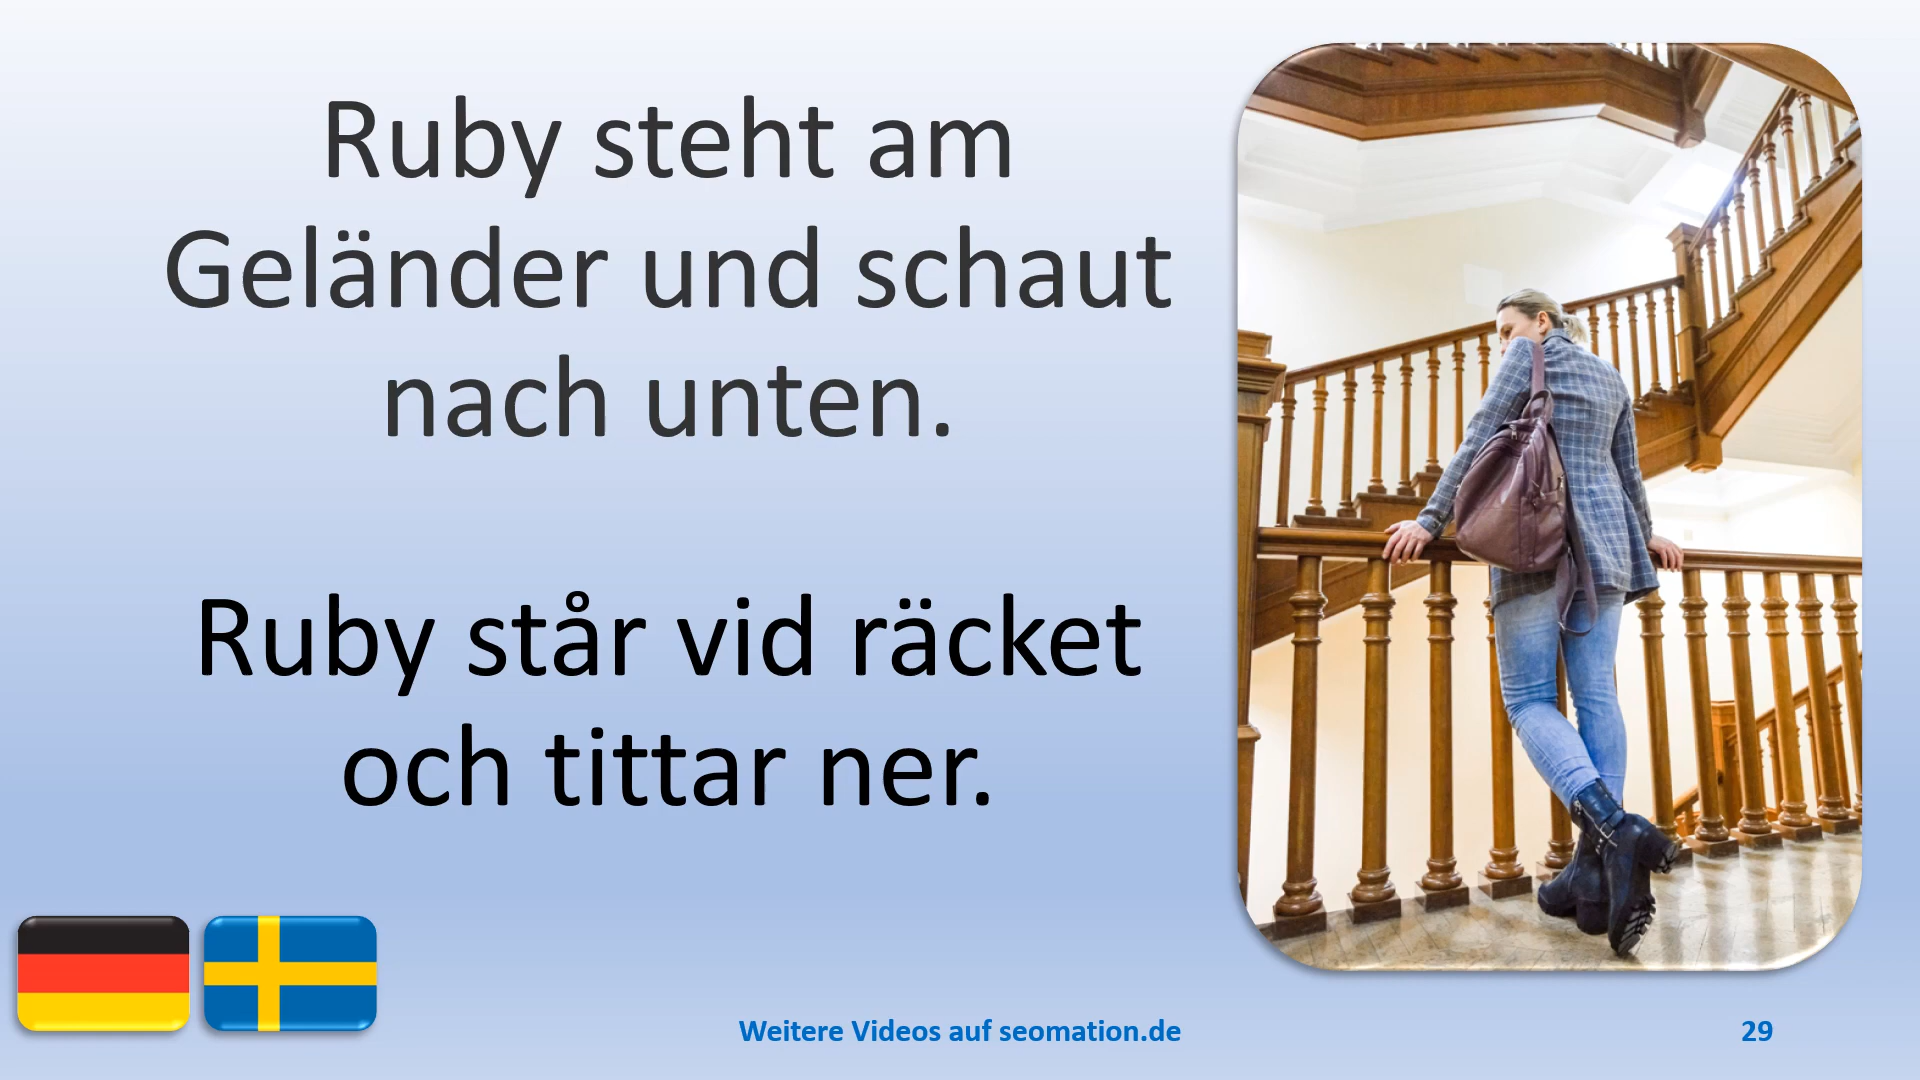 Ruby steht am
Geländer und schaut
nach unten.
Ruby står vid räcket
och tittar ner.
Weitere Videos auf seomation.de
29